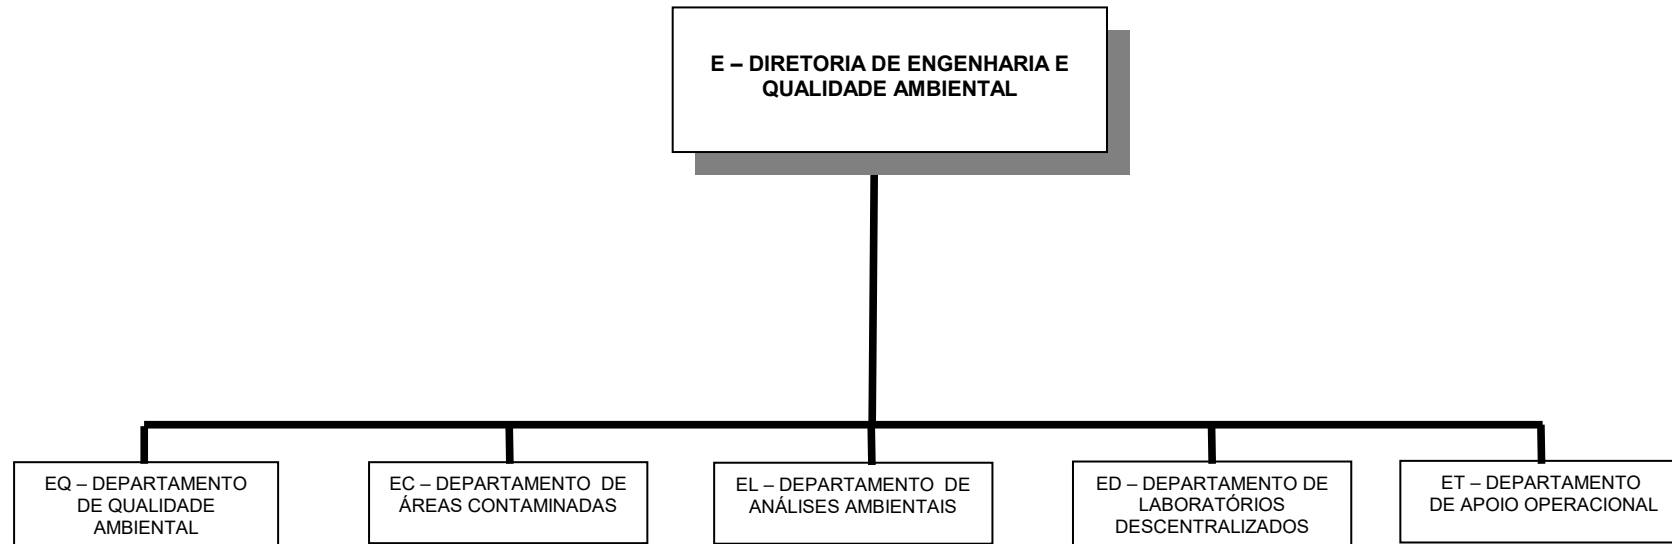 E – DIRETORIA DE ENGENHARIA E
QUALIDADE AMBIENTAL
EQ – DEPARTAMENTO
DE QUALIDADE
AMBIENTAL
EC – DEPARTAMENTO DE
ÁREAS CONTAMINADAS
EL – DEPARTAMENTO DE
ANÁLISES AMBIENTAIS
ED – DEPARTAMENTO DE
LABORATÓRIOS
DESCENTRALIZADOS
ET – DEPARTAMENTO
DE APOIO OPERACIONAL